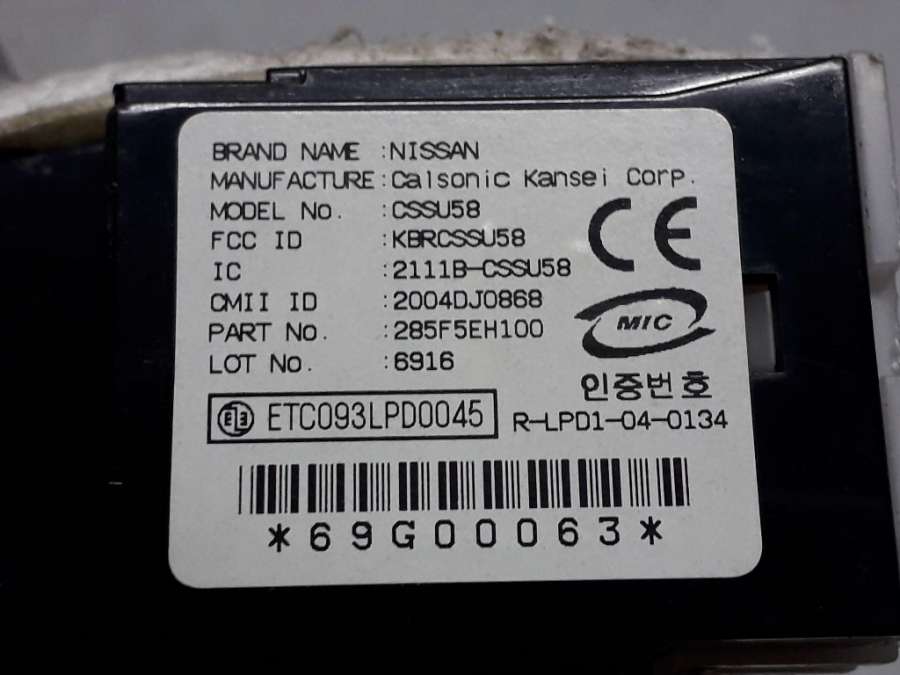 BRAND NAME :NISSAN
MANUFACTURE:Calsonic Kansei Corp.
MODEL No. :CSSU58
FCC ID :KBRCSSU58
IC :2111B-CSSU58
CMII ID :2004DJ0868
PART No. :285F5EH100
LOT No. :6916
CE
MIC
인증번호
R-LPD1-04-0134
ETC093LPD0045
*69G00063*